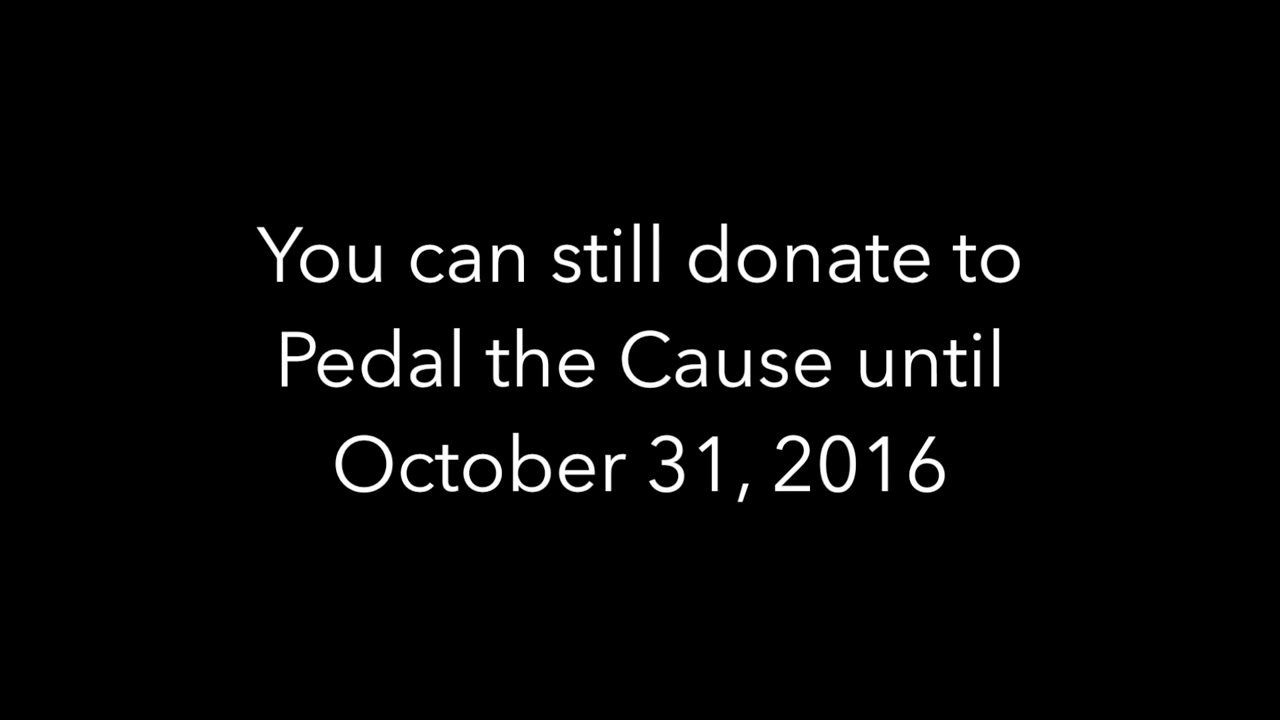 You can still donate to
Pedal the Cause until
October 31, 2016